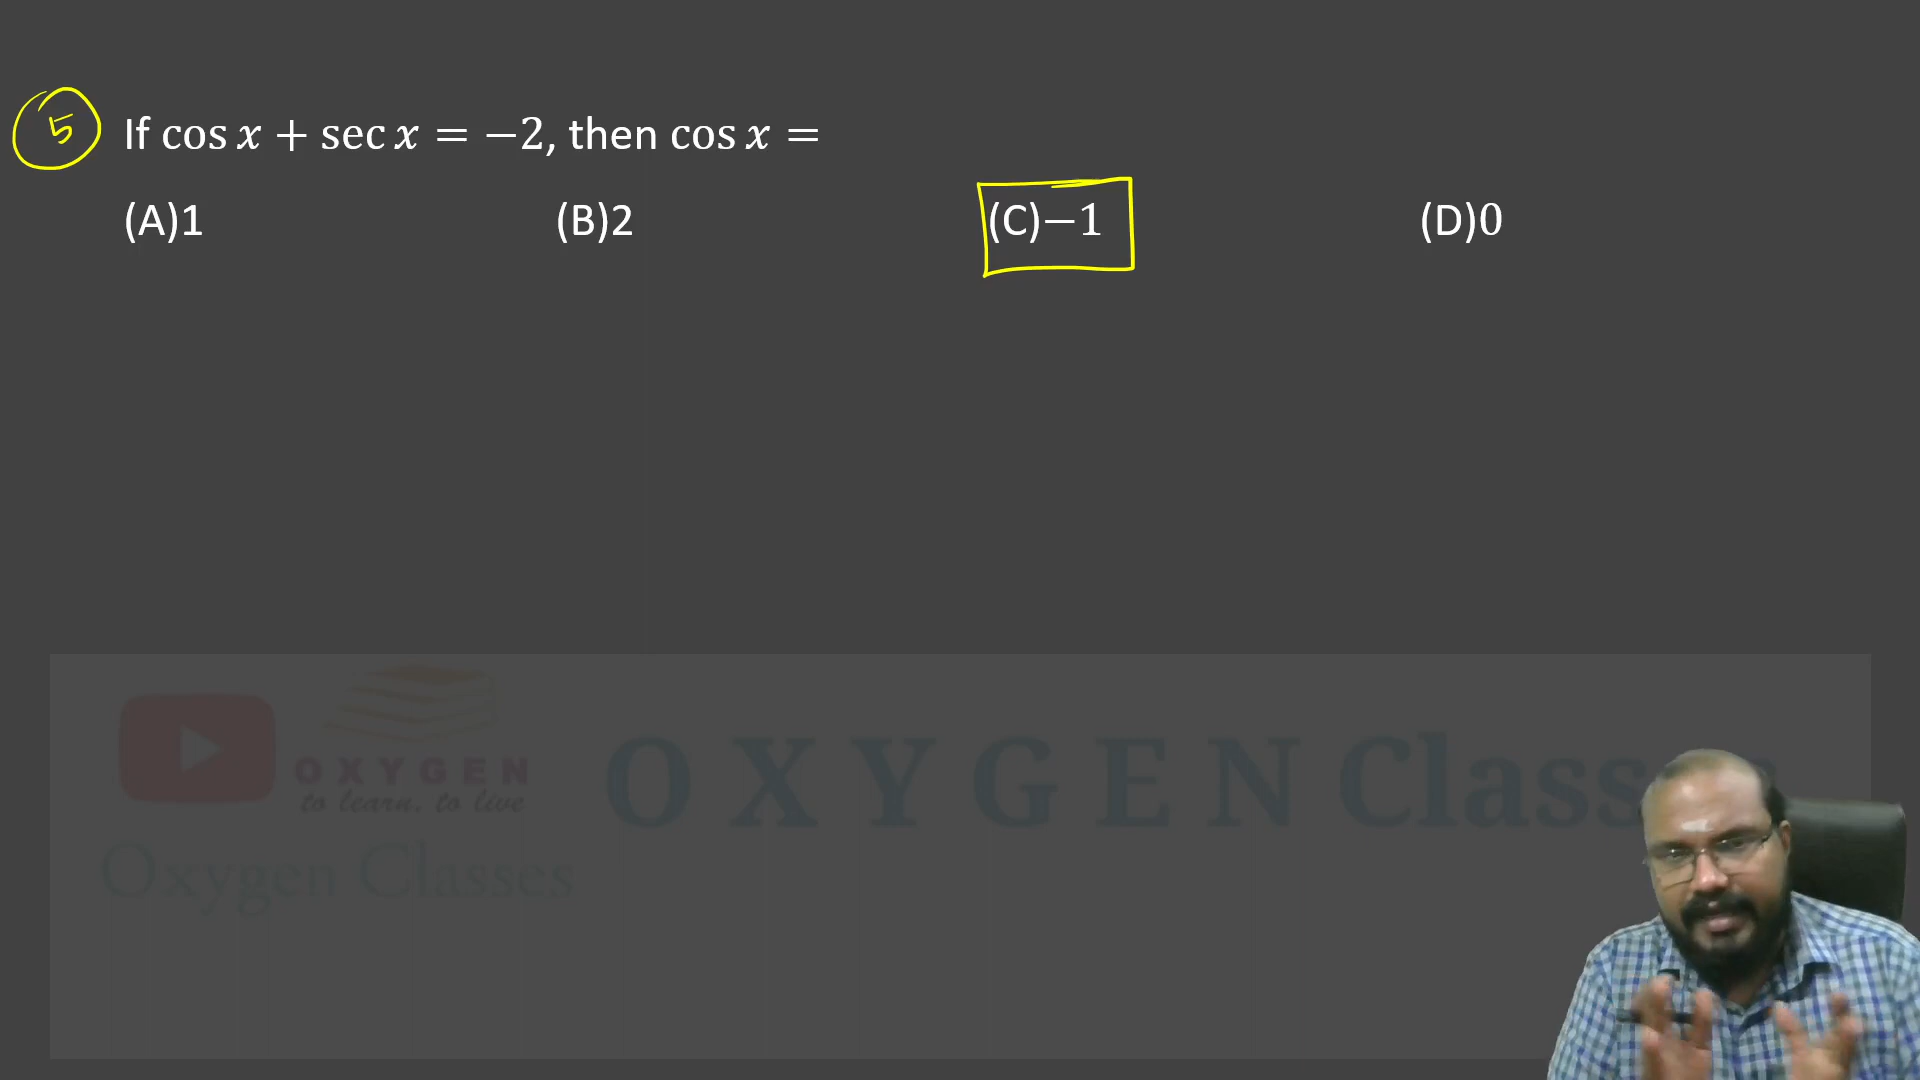 5 If cos x + sec x = −2, then cos x =
(A)1 (B)2 (C)−1 (D)0
OXYGEN
to learn, to live
OXYGEN Classes
Oxygen Classes